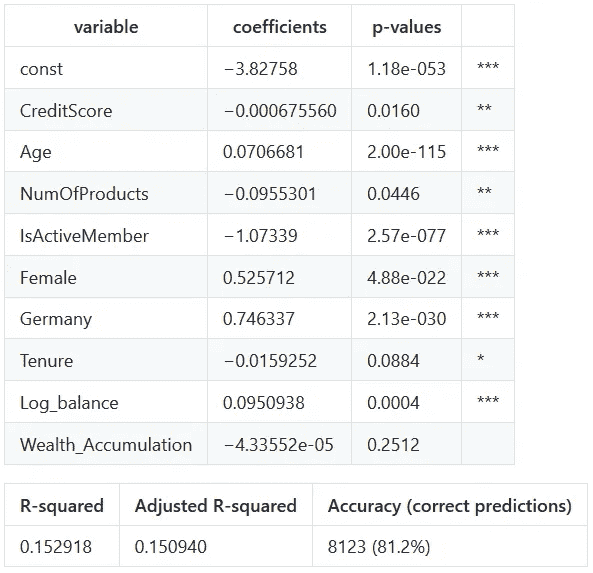 variable coefficients p-values
const −3.82758 1.18e-053 ***
CreditScore −0.000675560 0.0160 **
Age 0.0706681 2.00e-115 ***
NumOfProducts −0.0955301 0.0446 **
IsActiveMember −1.07339 2.57e-077 ***
Female 0.525712 4.88e-022 ***
Germany 0.746337 2.13e-030 ***
Tenure −0.0159252 0.0884 *
Log_balance 0.0950938 0.0004 ***
Wealth_Accumulation −4.33552e-05 0.2512
R-squared Adjusted R-squared Accuracy (correct predictions)
0.152918 0.150940 8123 (81.2%)